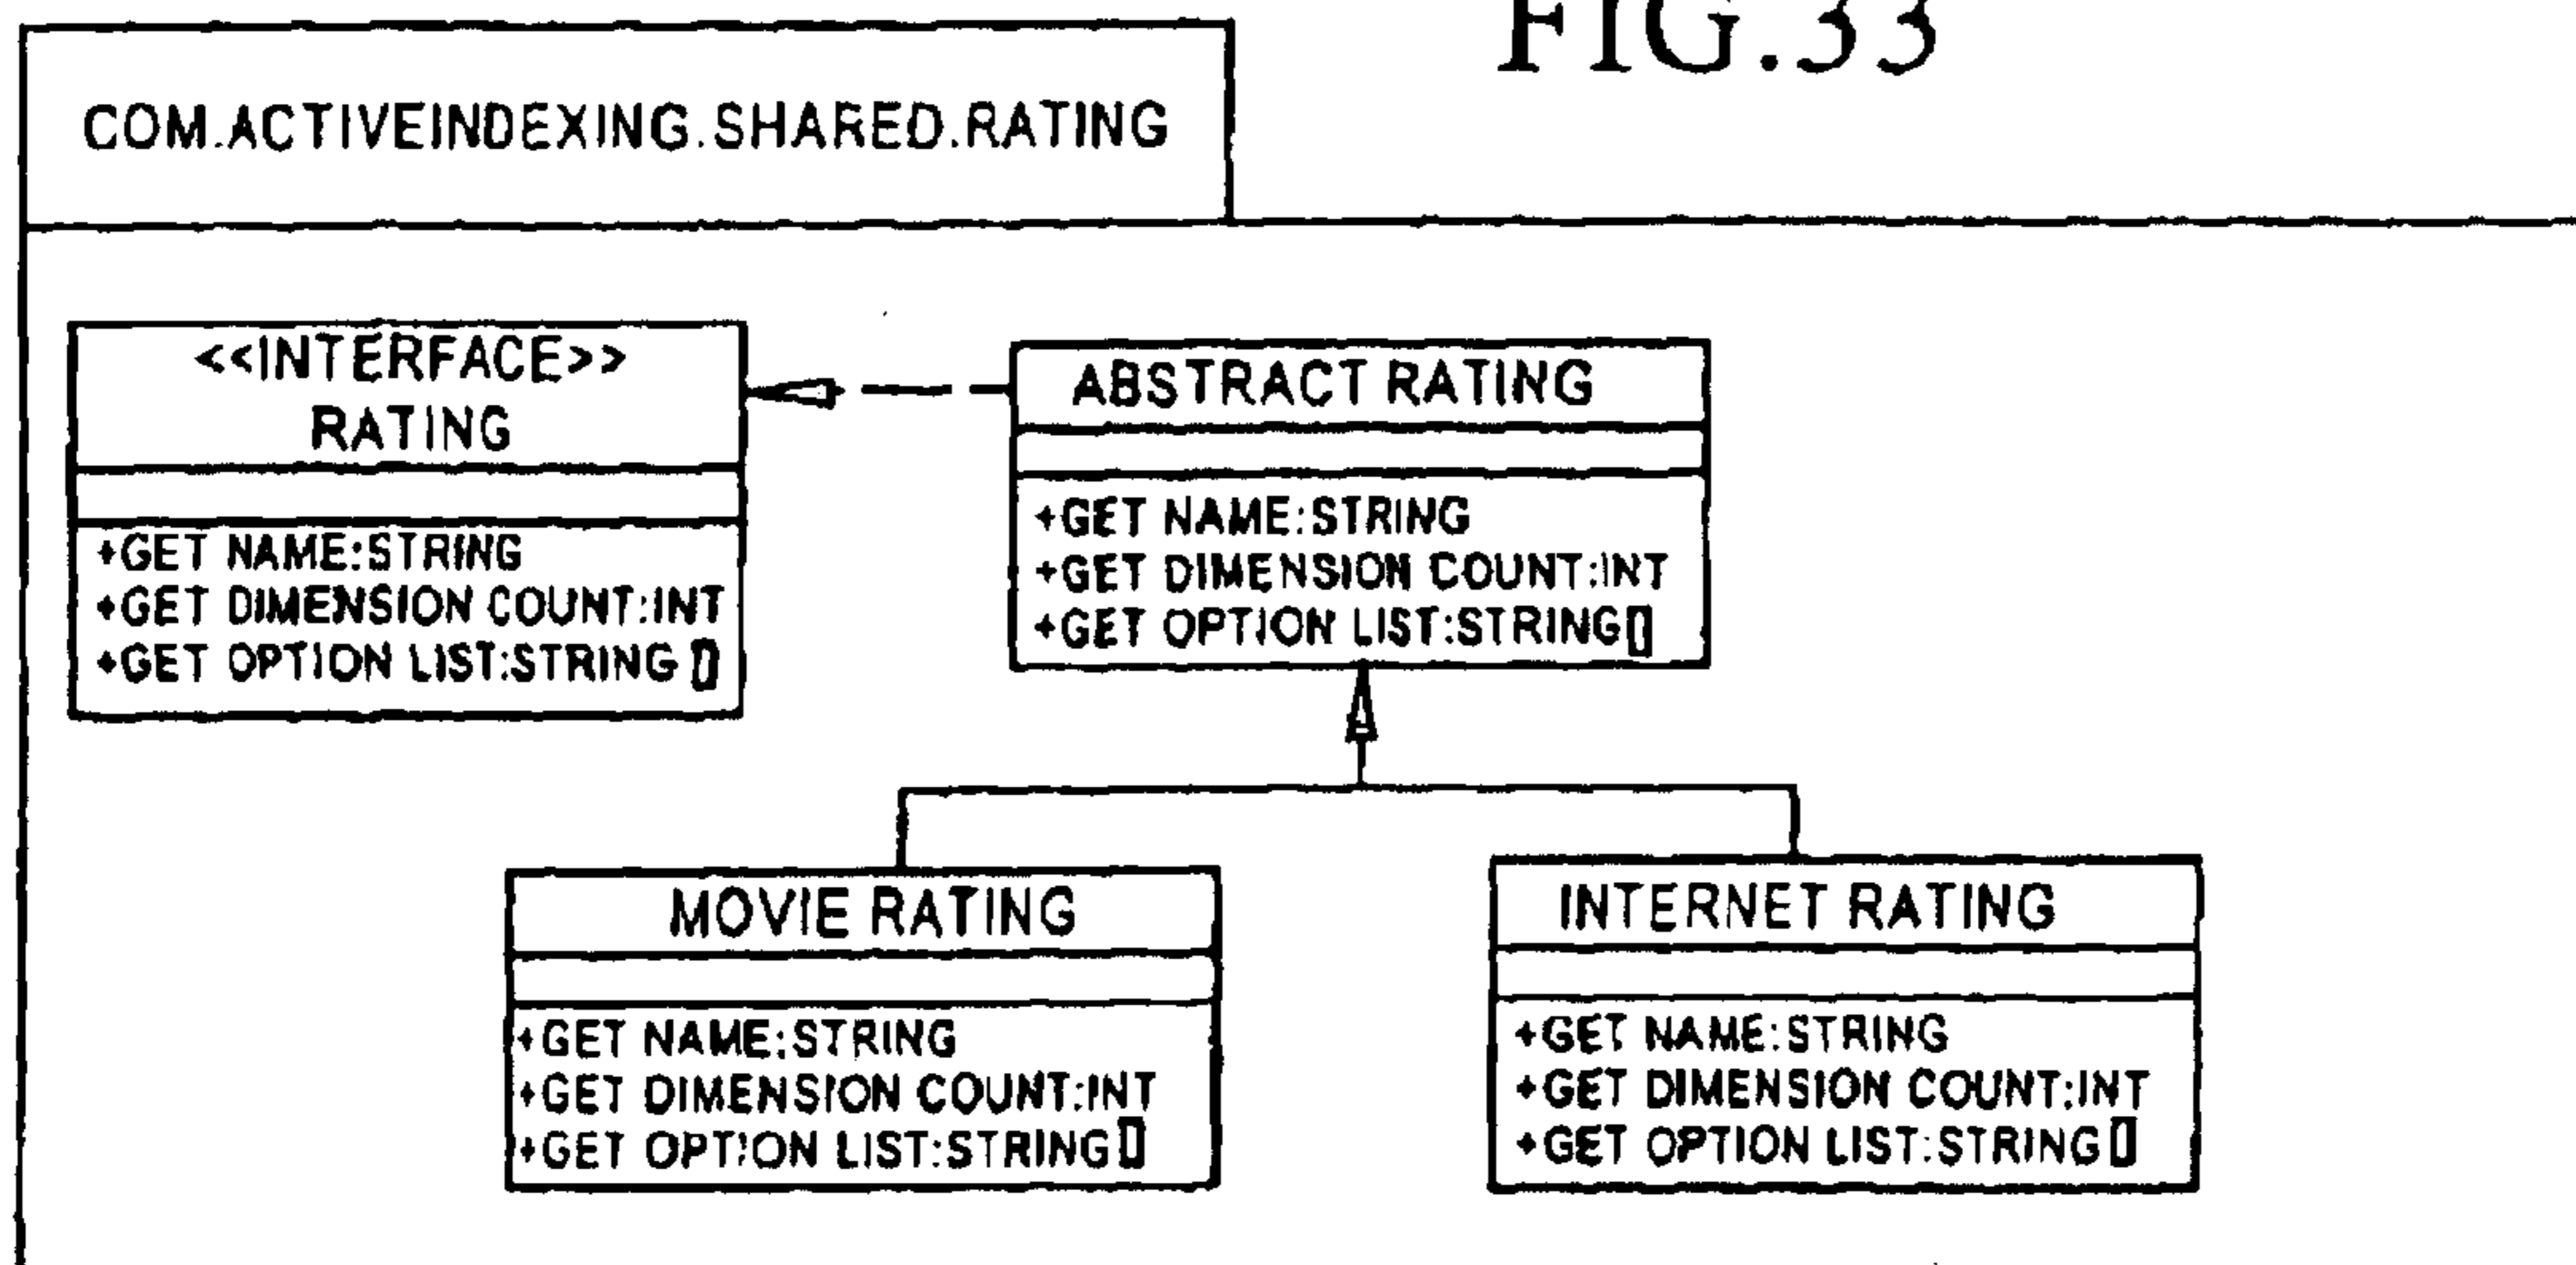 FIG.33
COM.ACTIVEINDEXING.SHARED.RATING
<<INTERFACE>>
RATING
+GET NAME:STRING
+GET DIMENSION COUNT:INT
+GET OPTION LIST:STRING []
ABSTRACT RATING
+GET NAME:STRING
+GET DIMENSION COUNT:INT
+GET OPTION LIST:STRING[]
MOVIE RATING
+GET NAME:STRING
+GET DIMENSION COUNT:INT
+GET OPTION LIST:STRING[]
INTERNET RATING
+GET NAME:STRING
+GET DIMENSION COUNT:INT
+GET OPTION LIST:STRING[]